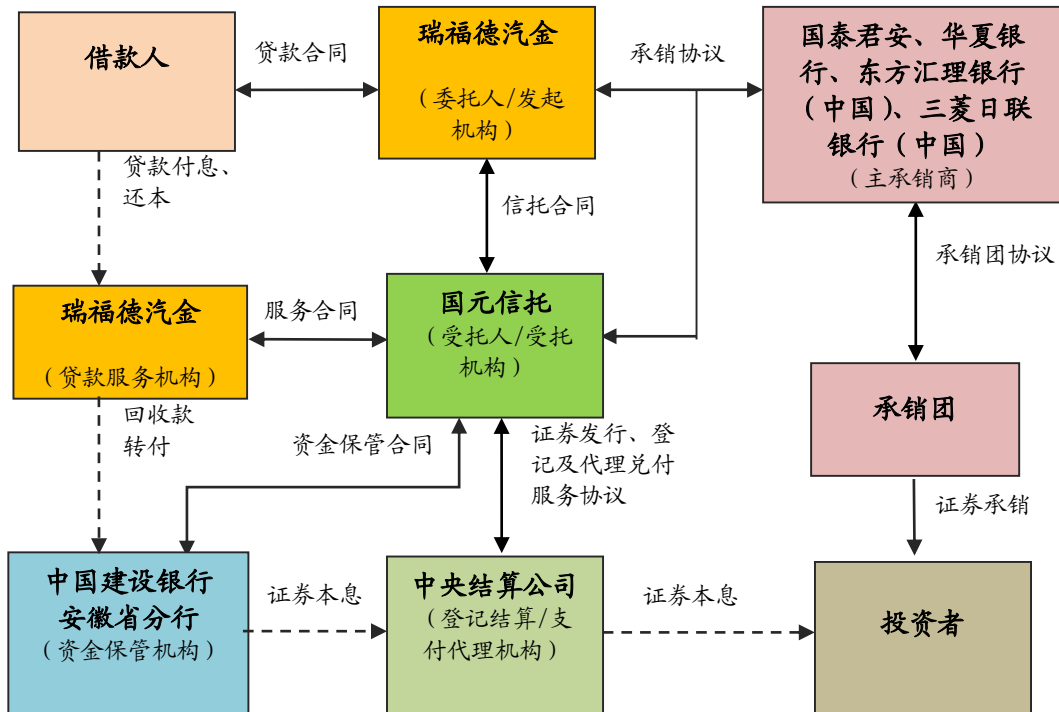 借款人
贷款合同
瑞福德汽金
（委托人/发起
机构）
承销协议
国泰君安、华夏银
行、东方汇理银行
（中国）、三菱日联
银行（中国）
（主承销商）
贷款付息、
还本
信托合同
承销团协议
瑞福德汽金
（贷款服务机构）
服务合同
国元信托
（受托人/受托
机构）
承销团
回收款
转付
资金保管合同
证券发行、登
记及代理兑付
服务协议
证券承销
中国建设银行
安徽省分行
（资金保管机构）
证券本息
中央结算公司
（登记结算/支
付代理机构）
证券本息
投资者